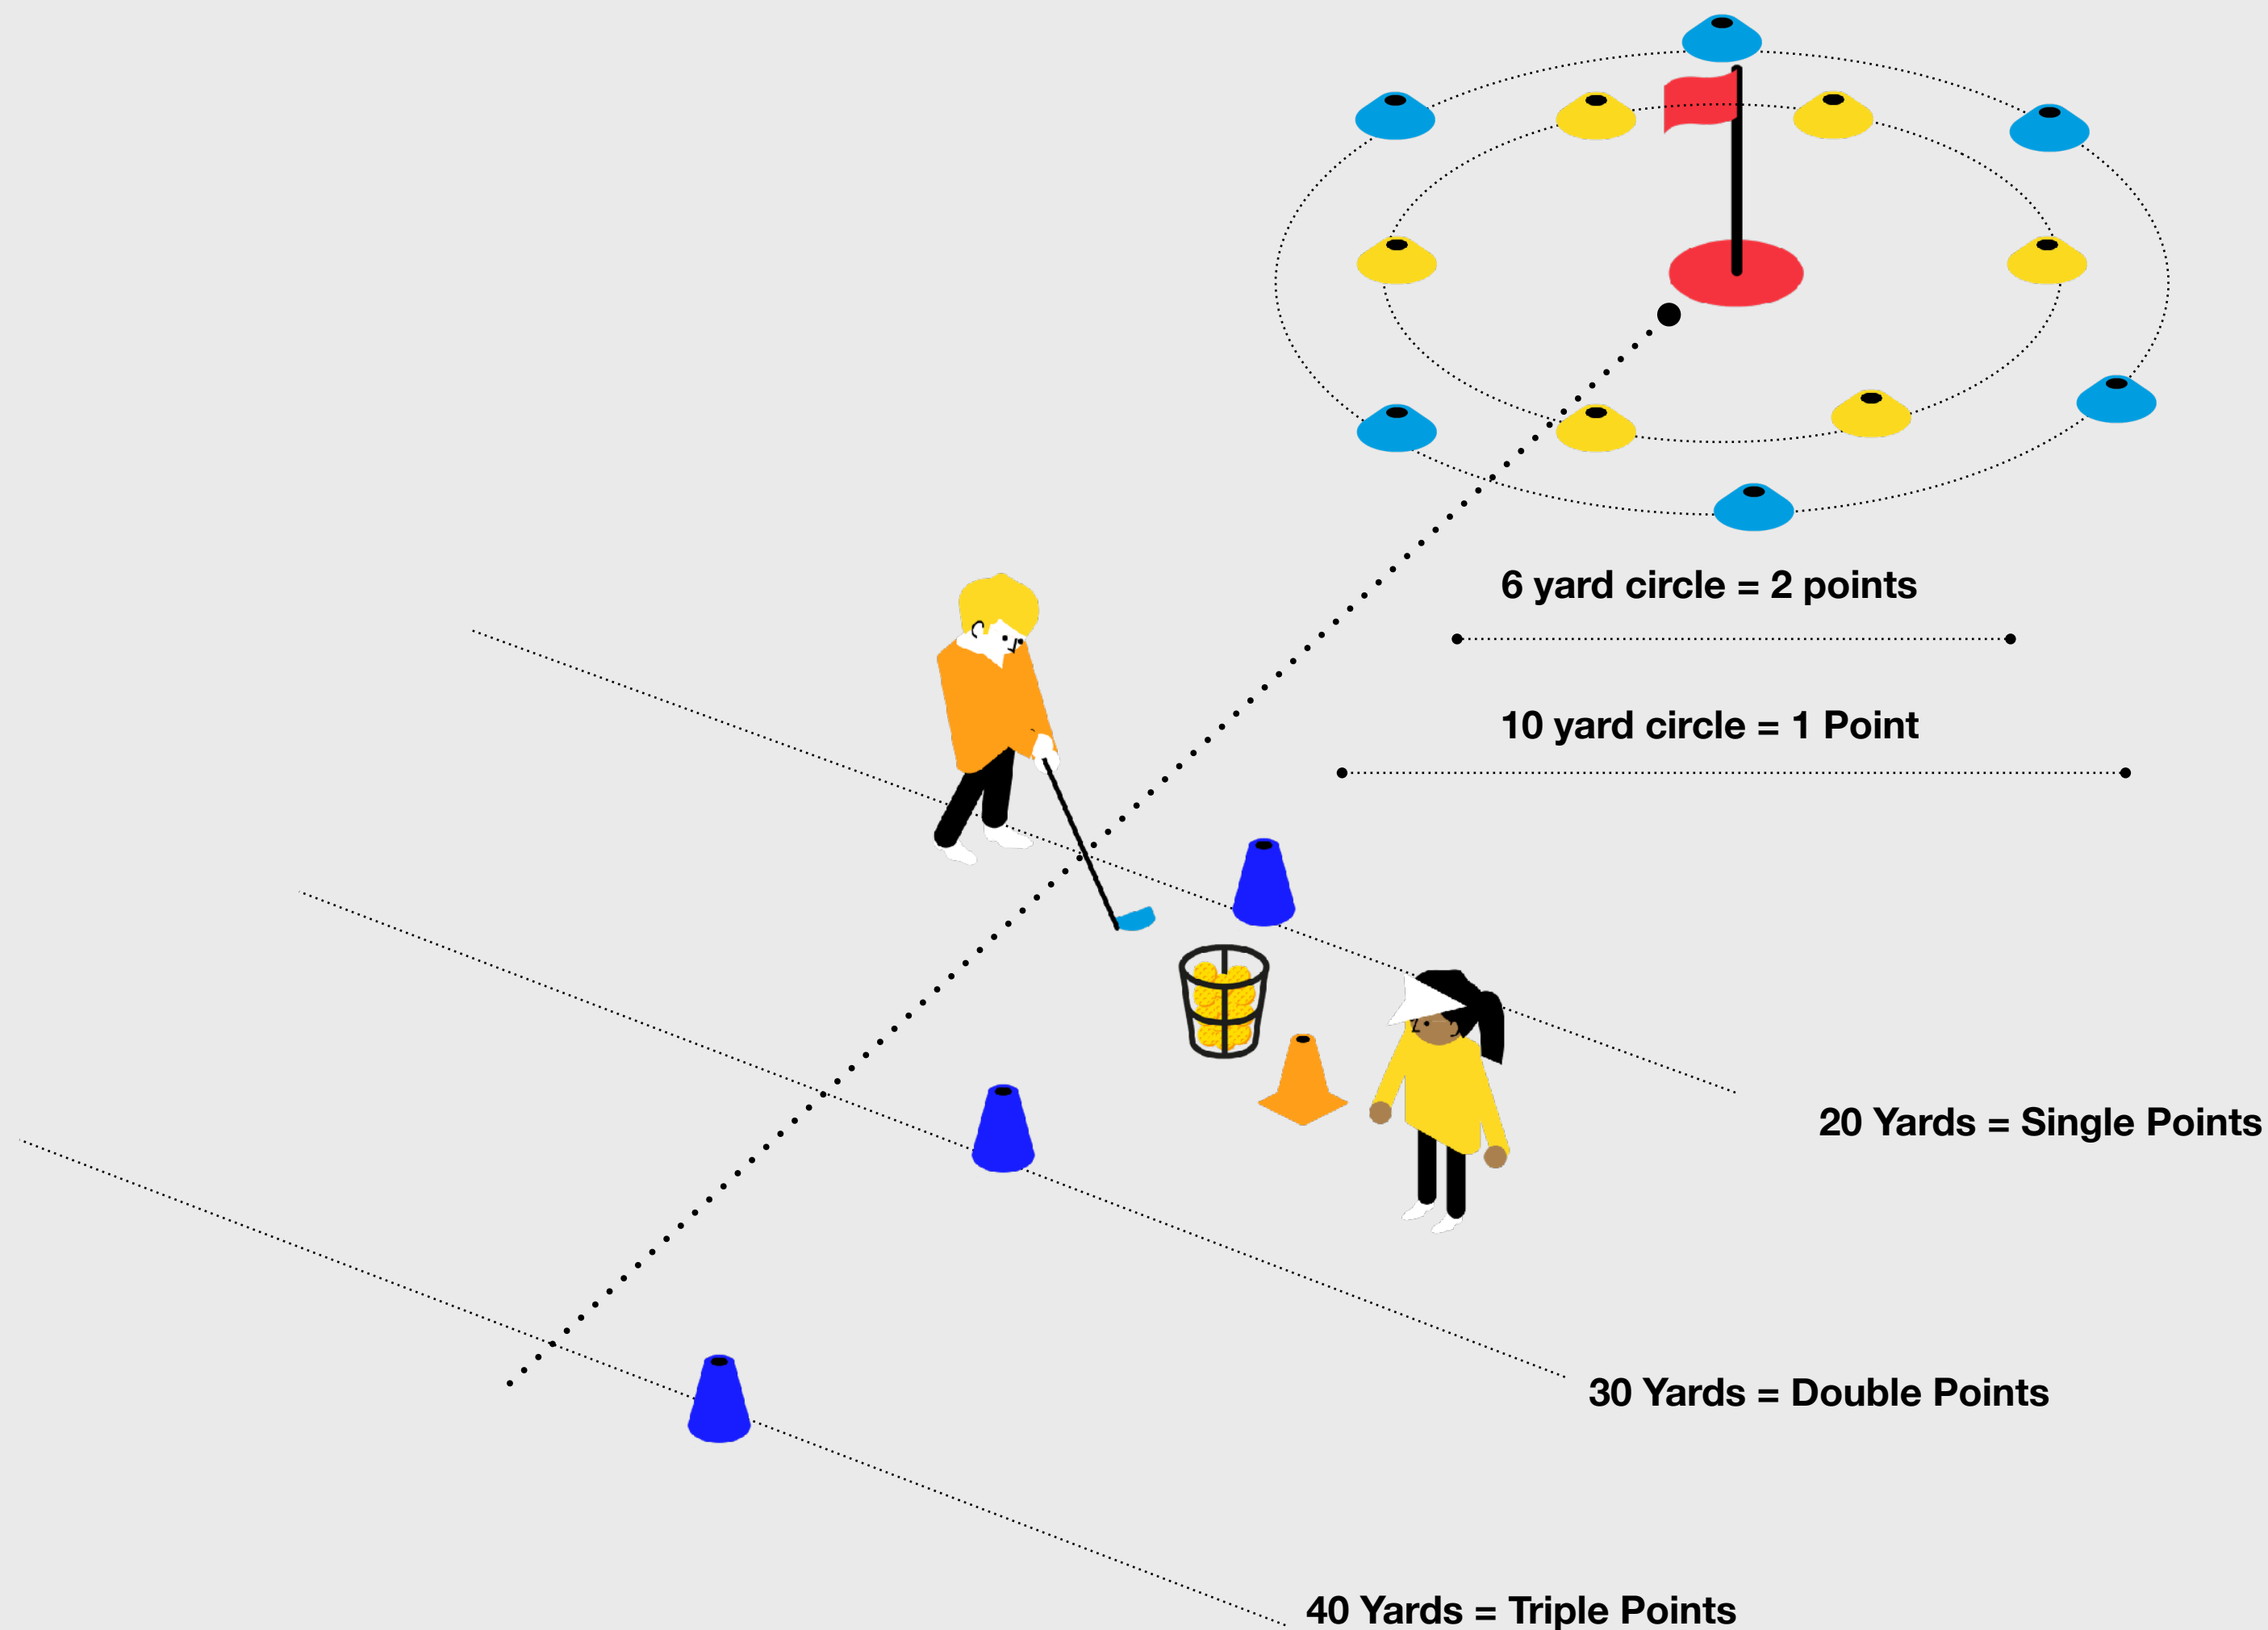 6 yard circle = 2 points
10 yard circle = 1 Point
20 Yards = Single Points
30 Yards = Double Points
40 Yards = Triple Points